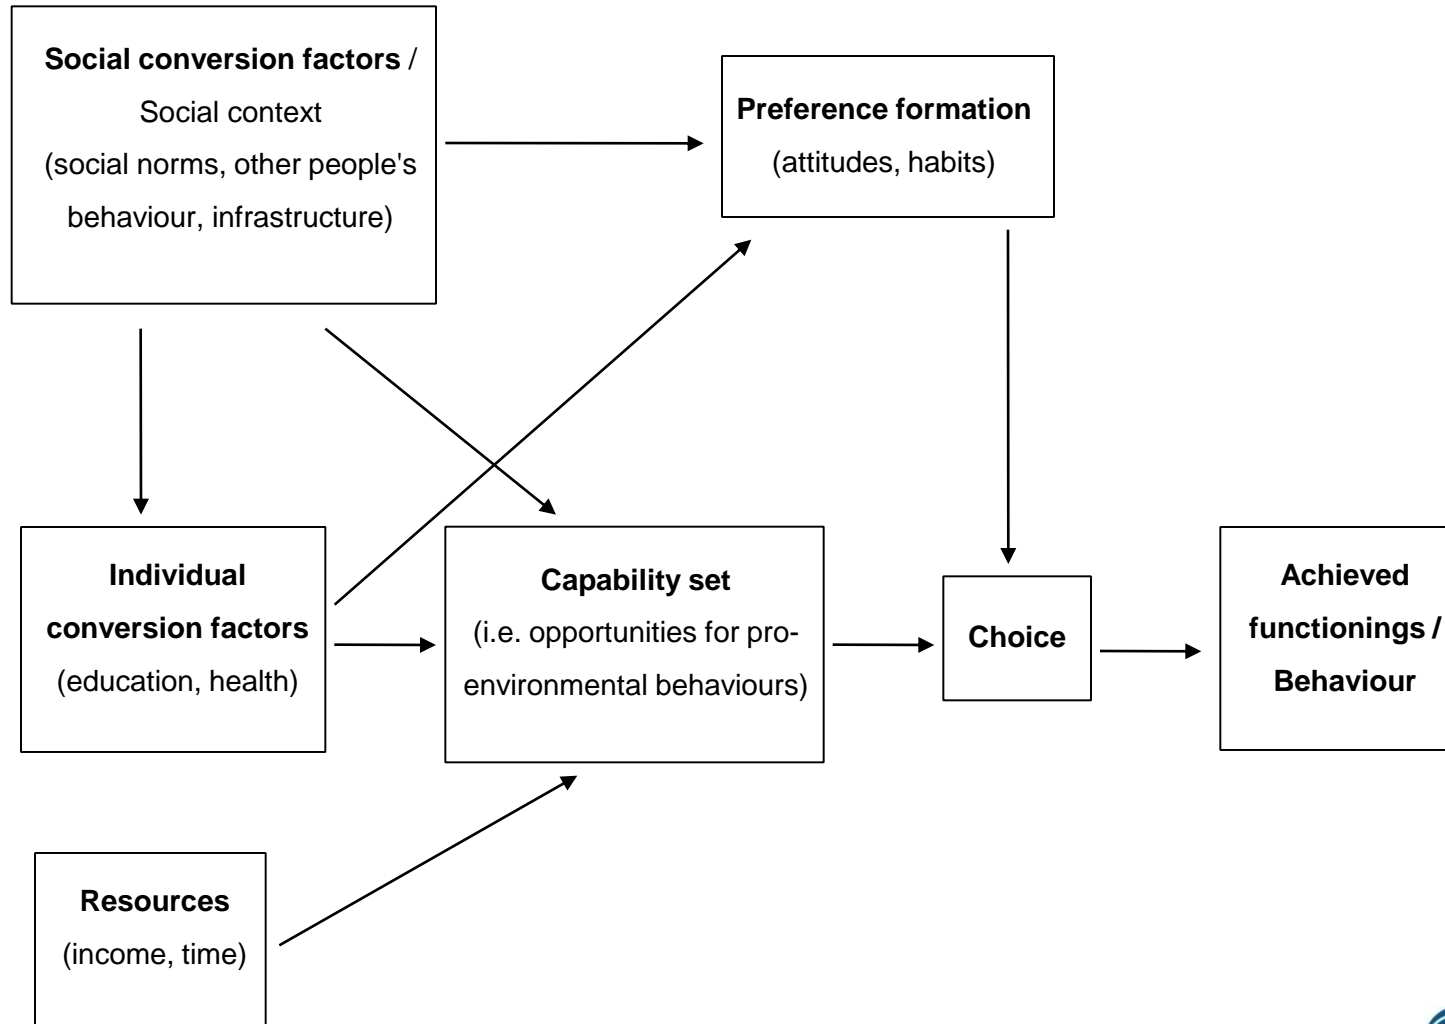 Social conversion factors /
Social context
(social norms, other people's
behaviour, infrastructure)
Preference formation
(attitudes, habits)
Individual
conversion factors
(education, health)
Capability set
(i.e. opportunities for pro-
environmental behaviours)
Choice
Achieved
functionings /
Behaviour
Resources
(income, time)